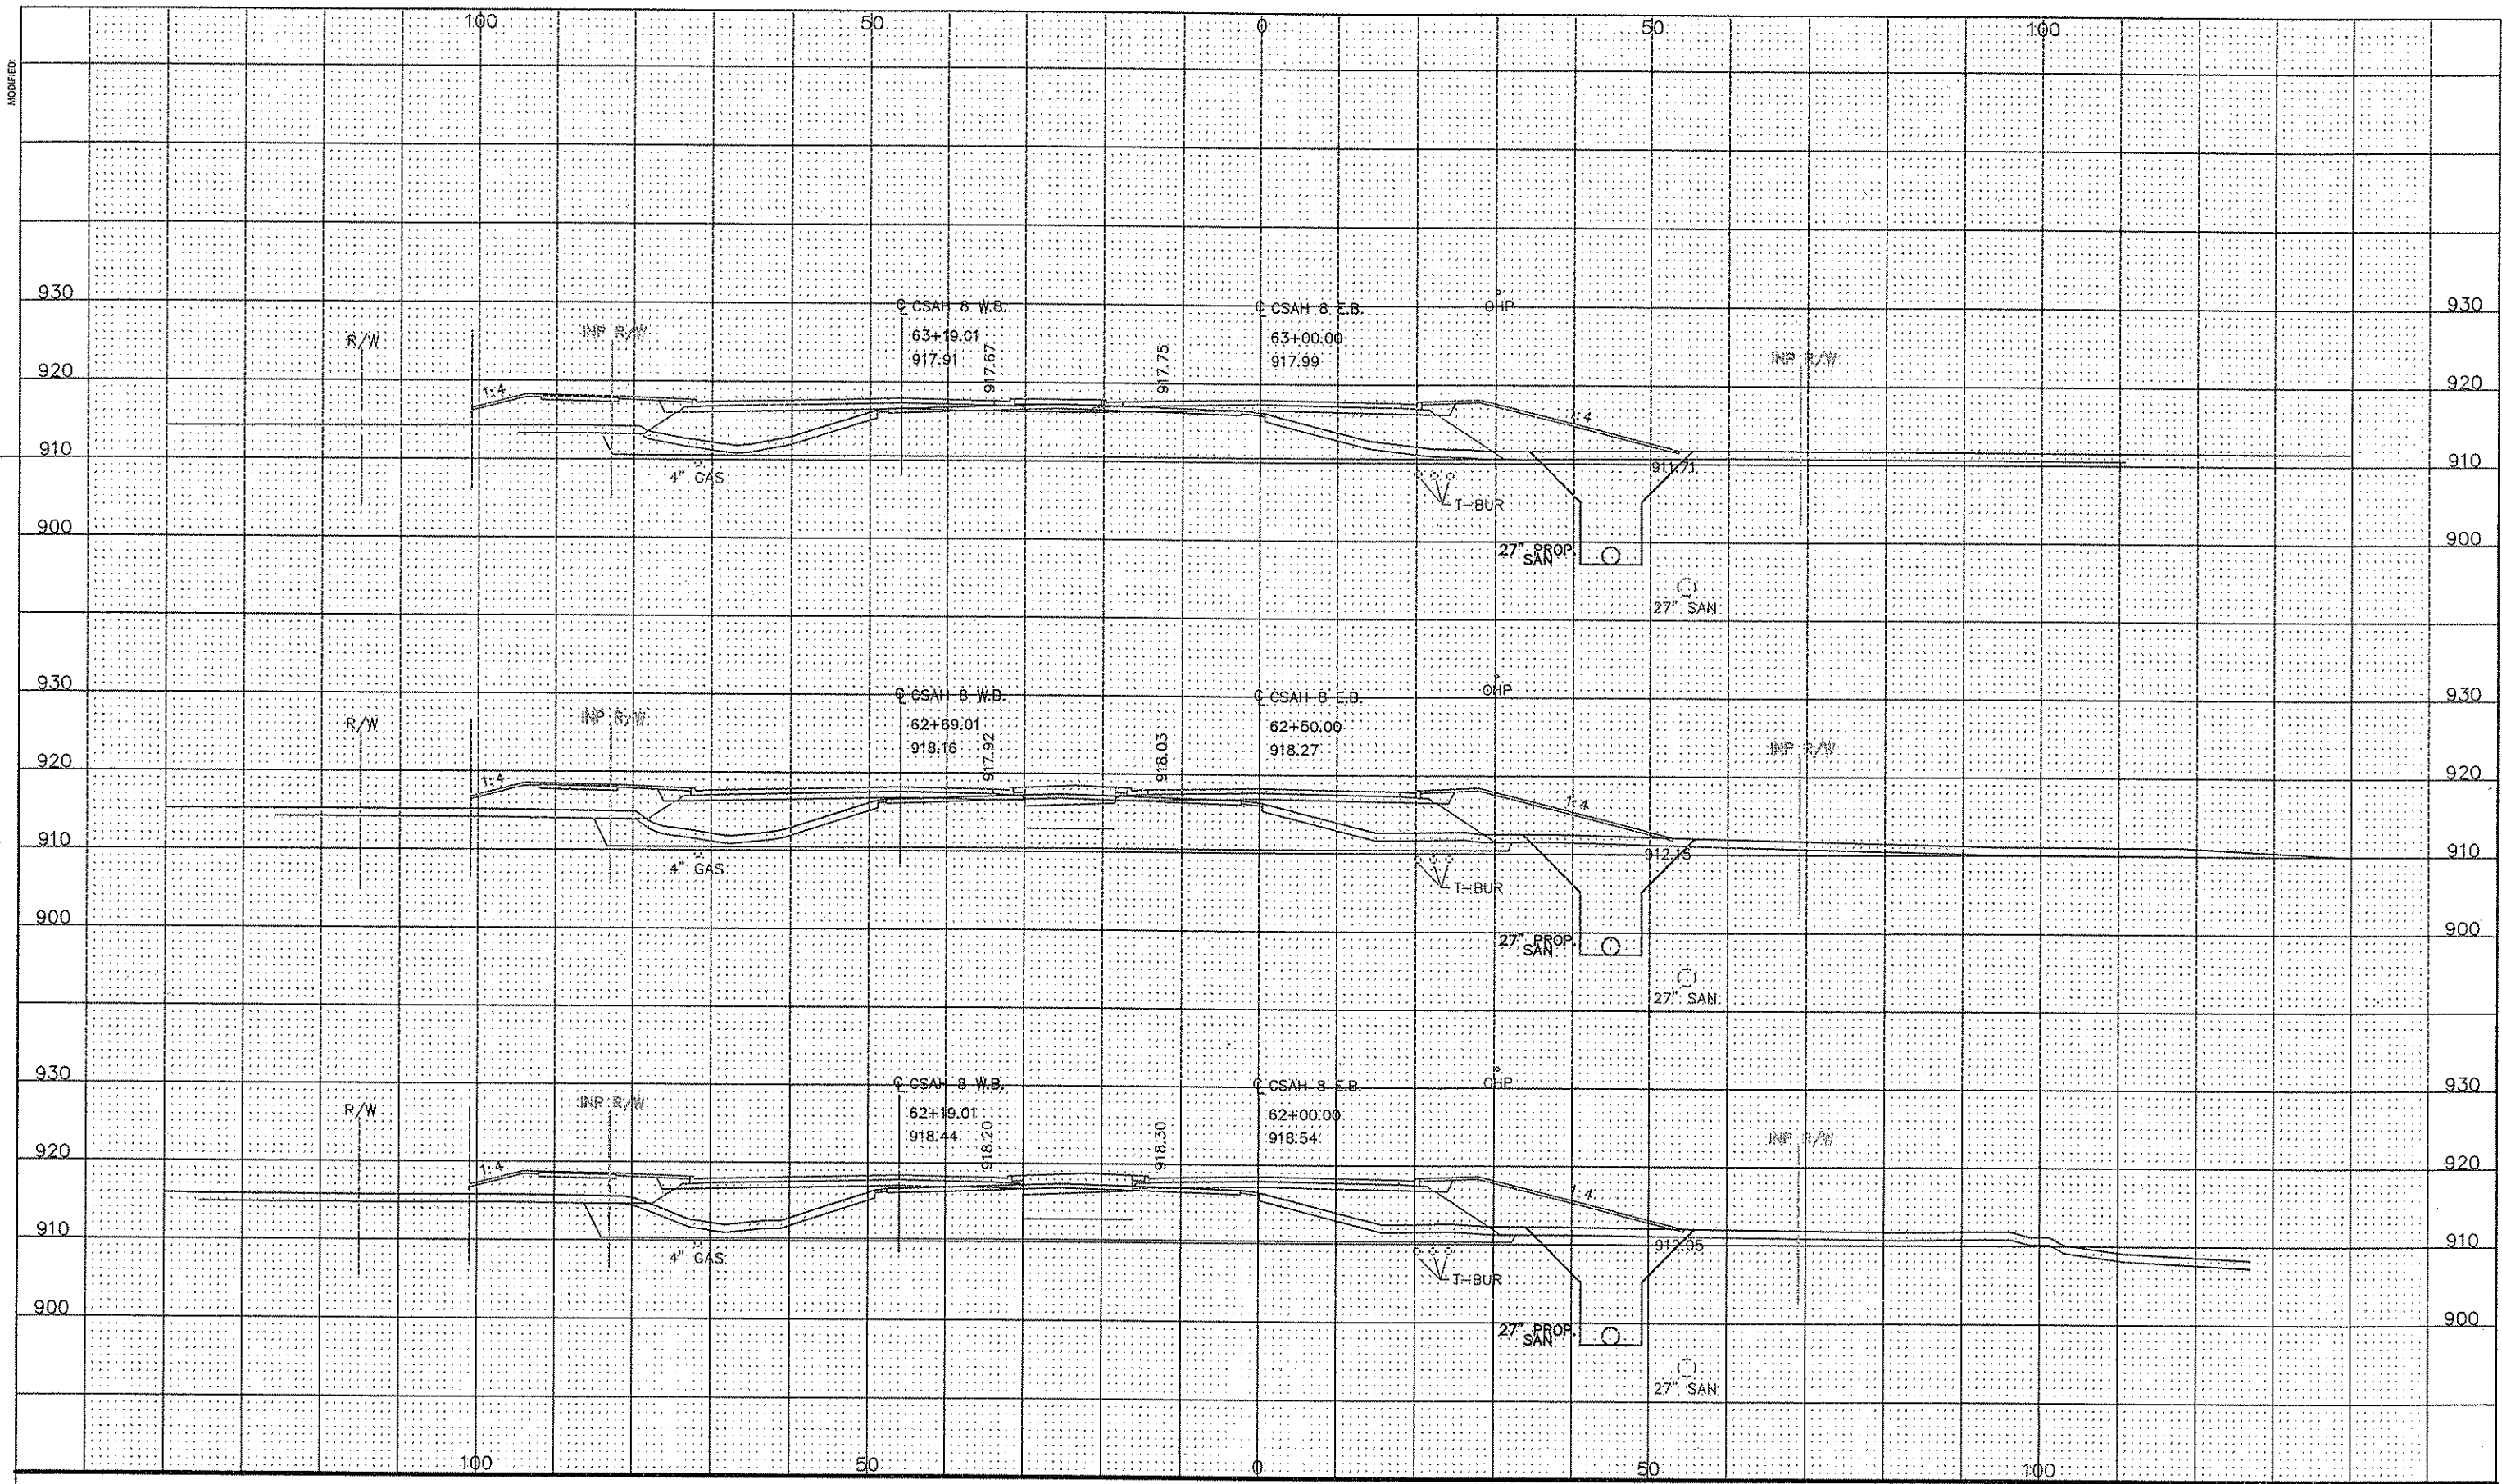 MODIFIED:
100 50 0 50 100
930 ℄ CSAH 8 W.B. ℄ CSAH 8 E.B. OHP 930
R/W INP R/W 63+19.01 63+00.00 INP R/W
917.91 917.67 917.75 917.99
920 1:4 1:4 920
910 911.71 910
4" GAS T-BUR
900 27" PROP. 900
SAN
27" SAN
930 ℄ CSAH 8 W.B. ℄ CSAH 8 E.B. OHP 930
R/W INP R/W 62+69.01 62+50.00 INP R/W
918.16 917.92 918.03 918.27
920 1:4 1:4 920
910 912.15 910
4" GAS T-BUR
900 27" PROP. 900
SAN
27" SAN
930 ℄ CSAH 8 W.B. ℄ CSAH 8 E.B. OHP 930
R/W INP R/W 62+19.01 62+00.00 INP R/W
918.44 918.20 918.30 918.54
920 1:4 1:4 920
910 912.05 910
4" GAS T-BUR
900 27" PROP. 900
SAN
27" SAN
100 50 0 50 100